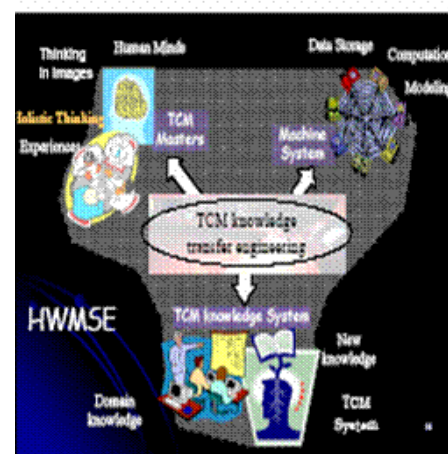 Human Minds
Data Storage
Thinking
in Images
Computation
Modeling
Holistic Thinking
TCM
Masters
Machine
System
Experiences
TCM knowledge
transfer engineering
TCM knowledge System
HWMSE
New
knowledge
Domain
knowledge
TCM
System